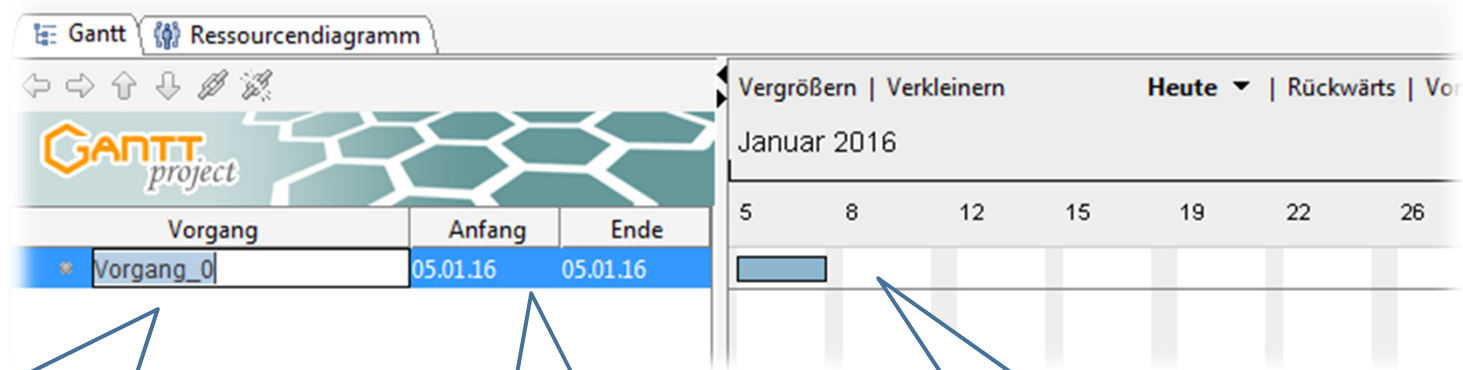 Gantt Ressourcendiagramm
Vergrößern | Verkleinern Heute | Rückwärts | Vor
GANTT
project
Januar 2016
5 8 12 15 19 22 26
Vorgang Anfang Ende
Vorgang_0 05.01.16 05.01.16